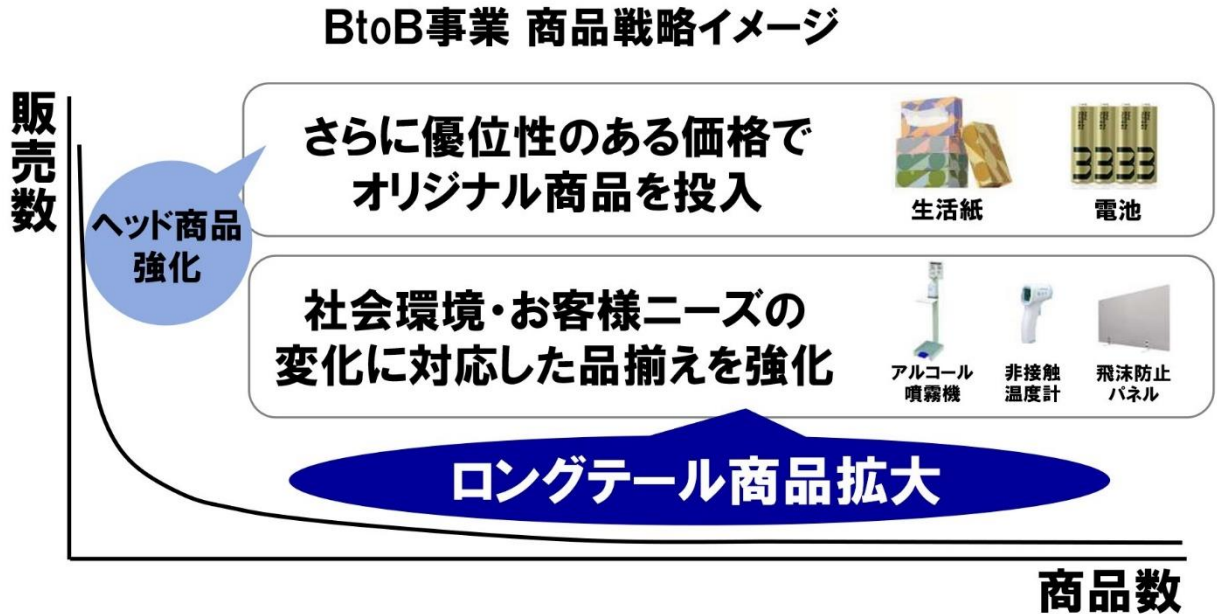 BtoB事業 商品戦略イメージ
販売数
さらに優位性のある価格で
オリジナル商品を投入
生活紙
電池
ヘッド商品
強化
社会環境・お客様ニーズの
変化に対応した品揃えを強化
アルコール
噴霧機
非接触
温度計
飛沫防止
パネル
ロングテール商品拡大
商品数